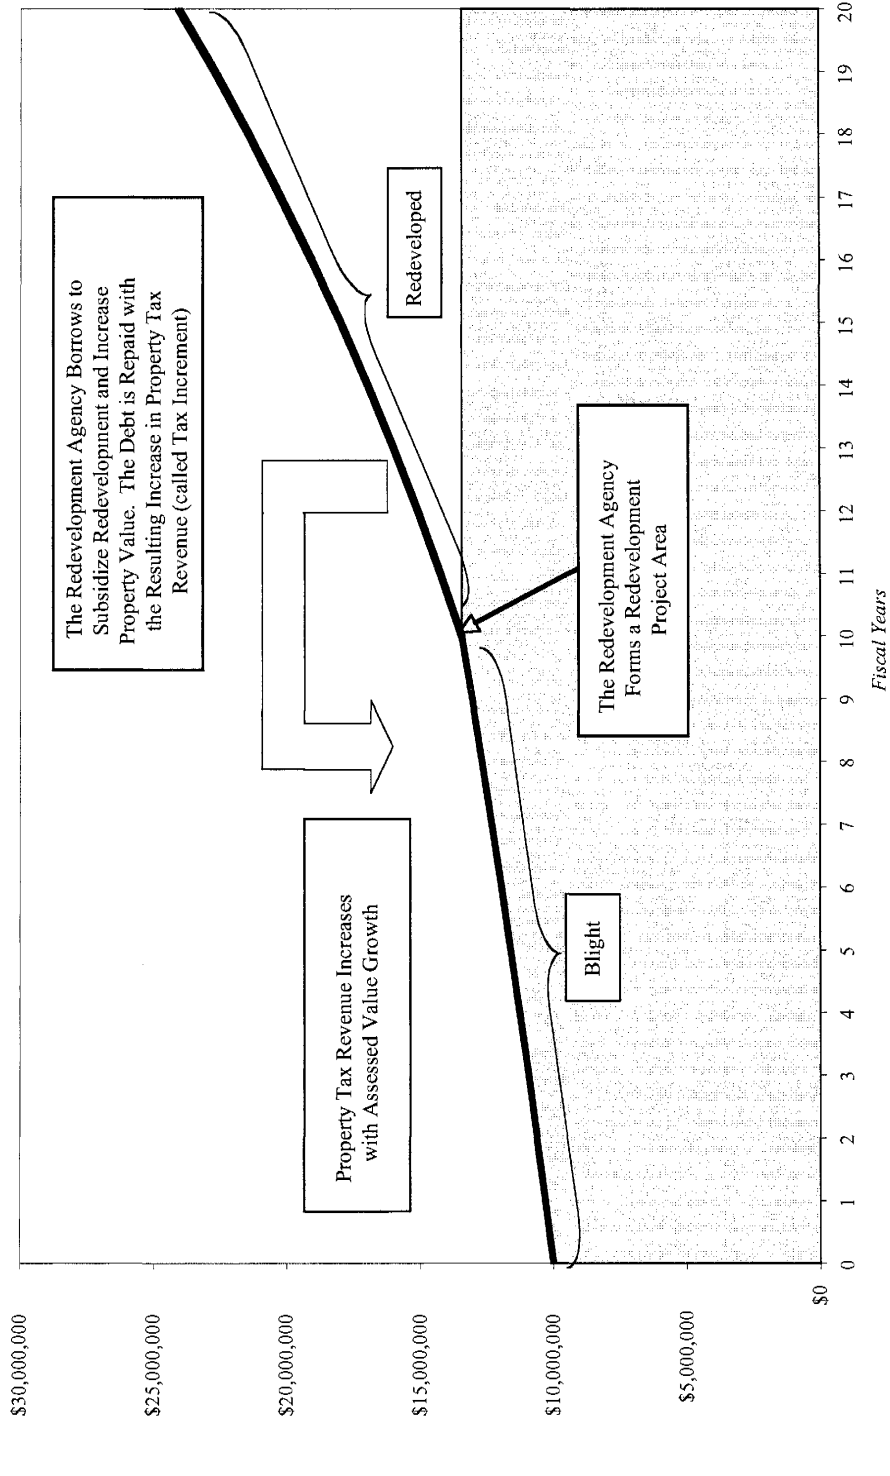 $30,000,000
$25,000,000
$20,000,000
$15,000,000
$10,000,000
$5,000,000
$0
The Redevelopment Agency Borrows to
Subsidize Redevelopment and Increase
Property Value. The Debt is Repaid with
the Resulting Increase in Property Tax
Revenue (called Tax Increment)
Property Tax Revenue Increases
with Assessed Value Growth
Redeveloped
Blight
The Redevelopment Agency
Forms a Redevelopment
Project Area
0 1 2 3 4 5 6 7 8 9 10 11 12 13 14 15 16 17 18 19 20
Fiscal Years